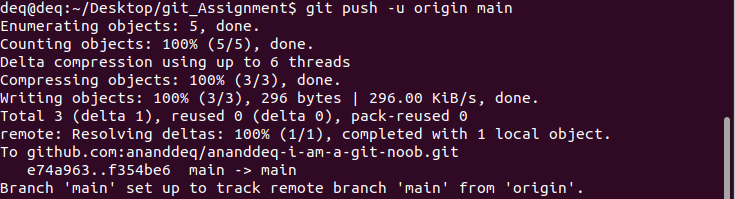 deq@deq:~/Desktop/git_Assignment$ git push -u origin main
Enumerating objects: 5, done.
Counting objects: 100% (5/5), done.
Delta compression using up to 6 threads
Compressing objects: 100% (3/3), done.
Writing objects: 100% (3/3), 296 bytes | 296.00 KiB/s, done.
Total 3 (delta 1), reused 0 (delta 0), pack-reused 0
remote: Resolving deltas: 100% (1/1), completed with 1 local object.
To github.com:ananddeq/ananddeq-i-am-a-git-noob.git
   e74a963..f354be6  main -> main
Branch 'main' set up to track remote branch 'main' from 'origin'.